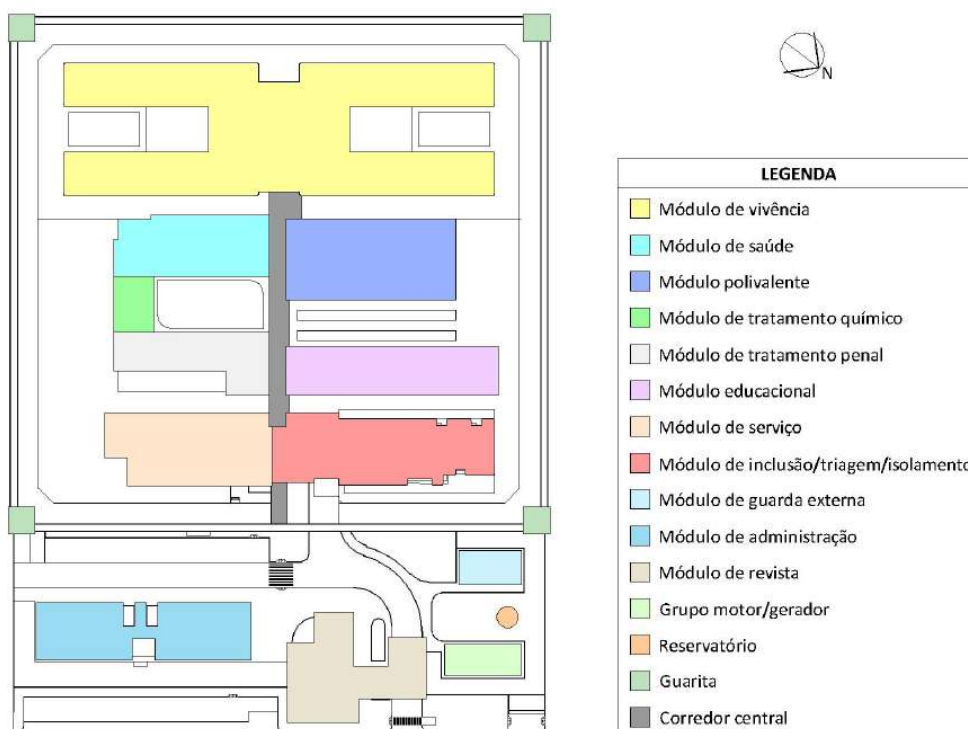 N
LEGENDA
Módulo de vivência
Módulo de saúde
Módulo polivalente
Módulo de tratamento químico
Módulo de tratamento penal
Módulo educacional
Módulo de serviço
Módulo de inclusão/triagem/isolamento
Módulo de guarda externa
Módulo de administração
Módulo de revista
Grupo motor/gerador
Reservatório
Guarita
Corredor central